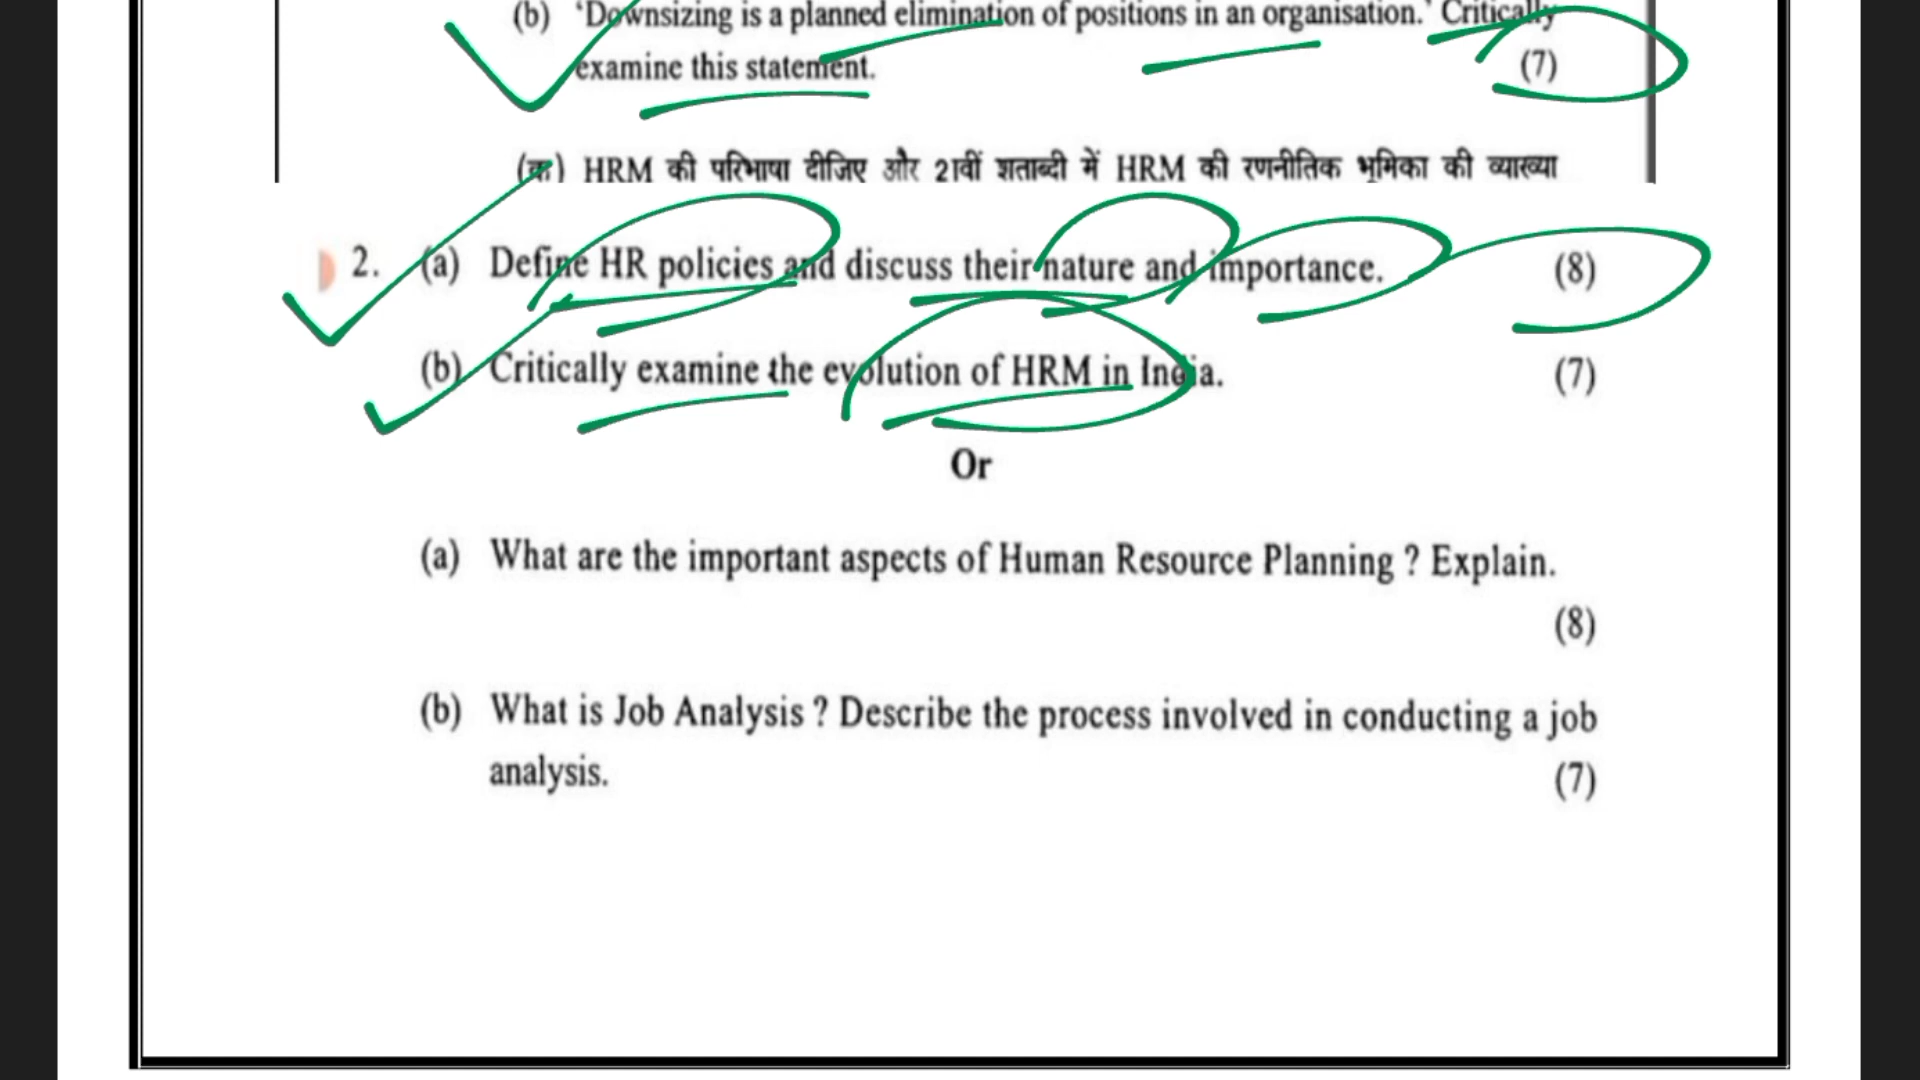 (b) ‘Downsizing is a planned elimination of positions in an organisation.’ Critically
examine this statement. (7)
(क) HRM की परिभाषा दीजिए और 21वीं शताब्दी में HRM की रणनीतिक भूमिका की व्याख्या
2. (a) Define HR policies and discuss their nature and importance. (8)
(b) Critically examine the evolution of HRM in India. (7)
Or
(a) What are the important aspects of Human Resource Planning ? Explain.
(8)
(b) What is Job Analysis ? Describe the process involved in conducting a job
analysis. (7)